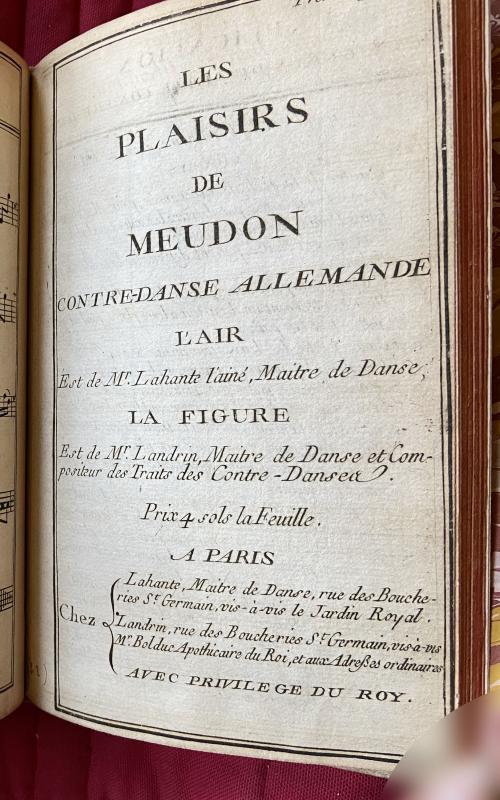 LES
PLAISIRS
DE
MEUDON
CONTRE-DANSE ALLEMANDE
L'AIR
Est de Mr. Lahante l'ainé, Maitre de Danse,
LA FIGURE
Est de Mr. Landrin, Maitre de Danse et Com-
positeur des Traits des Contre-Danses.
Prix 4 sols la Feuille.
A PARIS
Chez
Lahante, Maitre de Danse, rue des Bouche-
ries St. Germain, vis-à-vis le Jardin Royal.
Landrin, rue des Boucheries St. Germain, vis-à-vis
Mr. Bolduc Apothicaire du Roi, et aux Adreßes ordinaires
AVEC PRIVILEGE DU ROY.